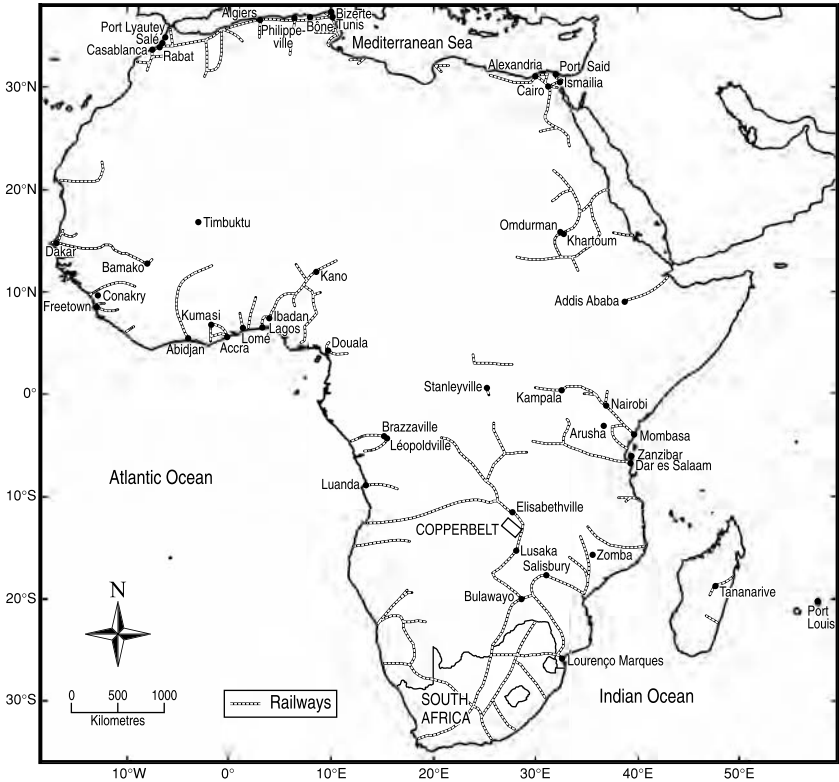 Algiers
Bizerte
Port Lyautey
Tunis
Salé
Philippe-
ville
Bône
Casablanca
Rabat
Mediterranean Sea
Alexandria
Port Said
Ismailia
Cairo
30°N
20°N
10°N
0°
10°S
20°S
30°S
Timbuktu
Omdurman
Khartoum
Dakar
Bamako
Kano
Conakry
Freetown
Addis Ababa
Kumasi
Ibadan
Lagos
Lomé
Abidjan
Accra
Douala
Stanleyville
Kampala
Nairobi
Brazzaville
Léopoldville
Arusha
Mombasa
Zanzibar
Dar es Salaam
Atlantic Ocean
Luanda
Elisabethville
COPPERBELT
Lusaka
Zomba
Salisbury
Bulawayo
Tananarive
Port
Louis
N
Lourenço Marques
SOUTH
AFRICA
Indian Ocean
0 500 1000
Kilometres
Railways
10°W 0° 10°E 20°E 30°E 40°E 50°E